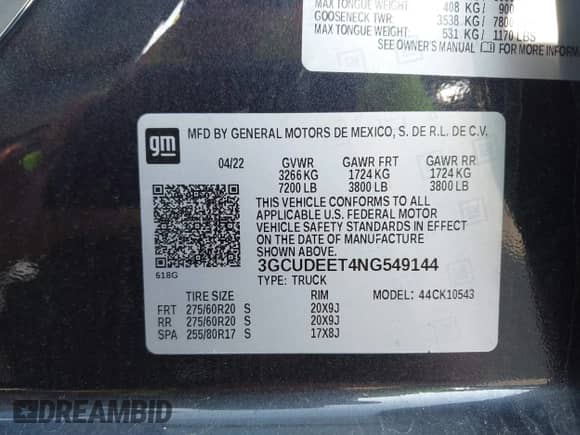 MAX TONGUE WEIGHT: 408 KG / 900
GOOSENECK TWR: 3538 KG / 7800
MAX TONGUE WEIGHT: 531 KG / 1170 LBS
SEE OWNER'S MANUAL FOR MORE
gm
MFD BY GENERAL MOTORS DE MEXICO, S. DE R.L. DE C.V.
04/22 GVWR GAWR FRT GAWR RR
3266 KG 1724 KG 1724 KG
7200 LB 3800 LB 3800 LB
THIS VEHICLE CONFORMS TO ALL
APPLICABLE U.S. FEDERAL MOTOR
VEHICLE SAFETY STANDARDS IN EFFECT
ON THE DATE OF MANUFACTURE
SHOWN ABOVE.
618G
3GCUDEET4NG549144
TYPE: TRUCK MODEL: 44CK10543
TIRE SIZE RIM
FRT 275/60R20 S 20X9J
RR 275/60R20 S 20X9J
SPA 255/80R17 S 17X8J
DREAMBID